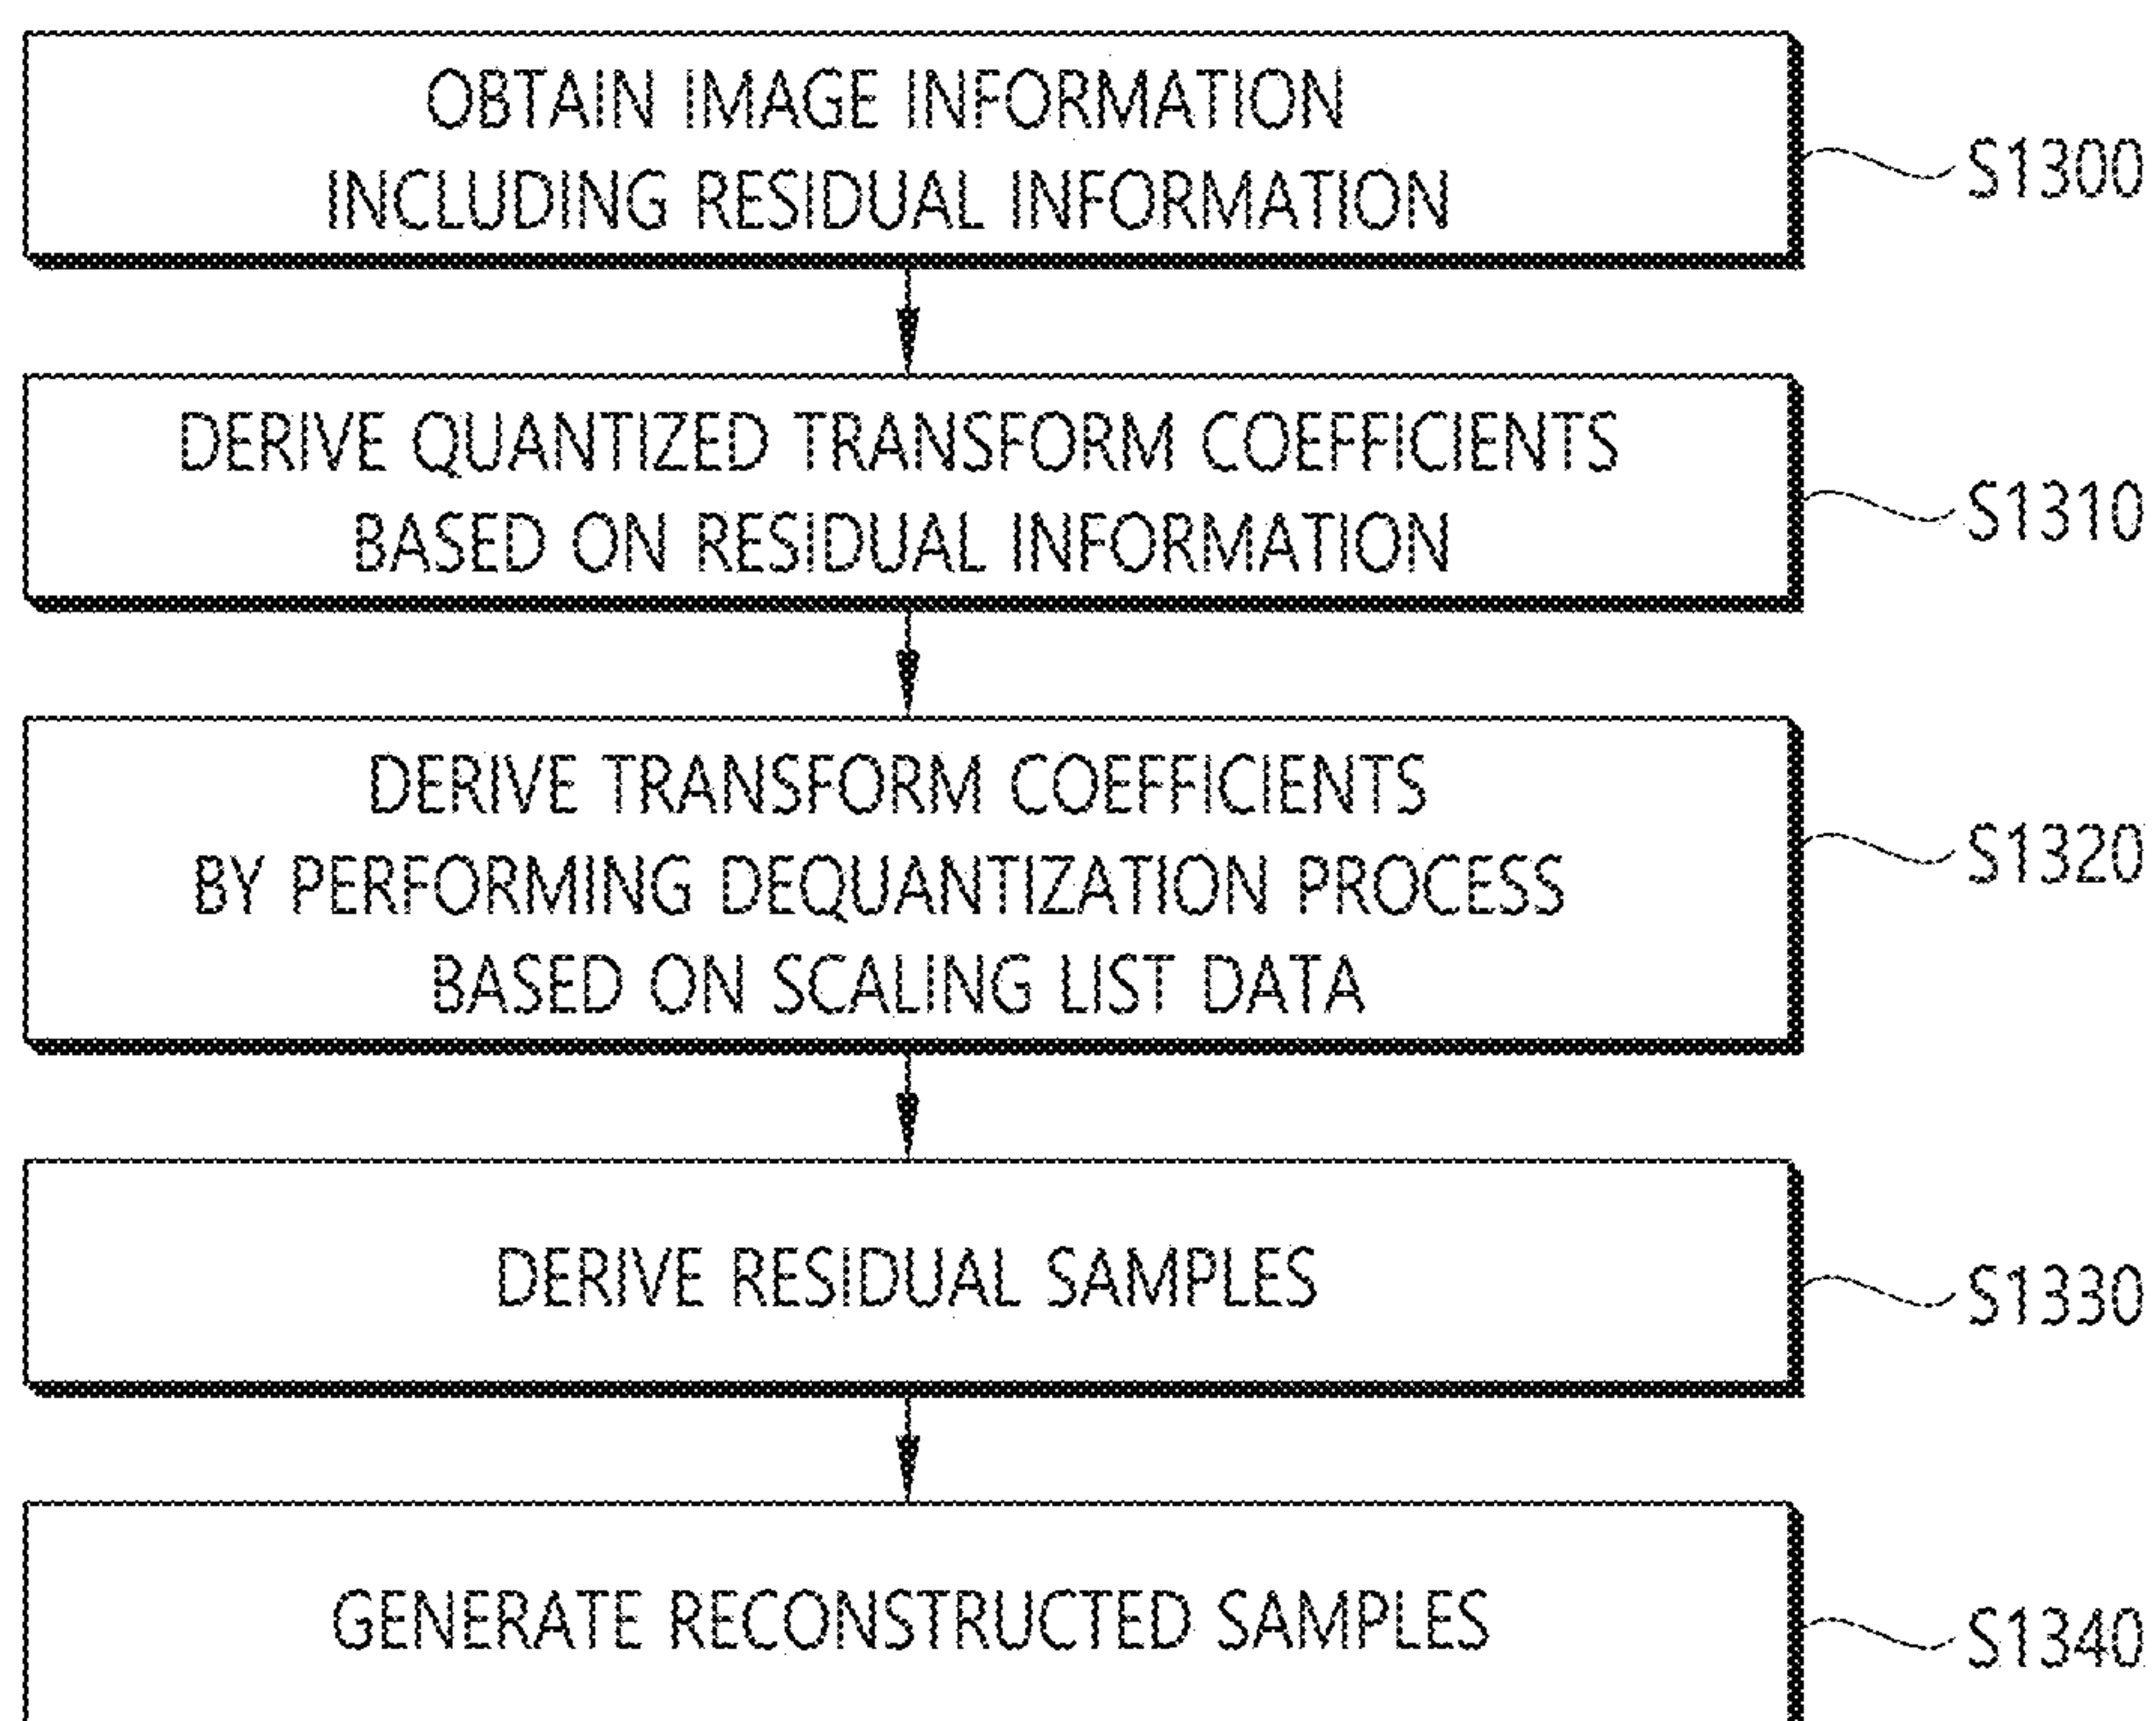 OBTAIN IMAGE INFORMATION
INCLUDING RESIDUAL INFORMATION
S1300
DERIVE QUANTIZED TRANSFORM COEFFICIENTS
BASED ON RESIDUAL INFORMATION
S1310
DERIVE TRANSFORM COEFFICIENTS
BY PERFORMING DEQUANTIZATION PROCESS
BASED ON SCALING LIST DATA
S1320
DERIVE RESIDUAL SAMPLES
S1330
GENERATE RECONSTRUCTED SAMPLES
S1340